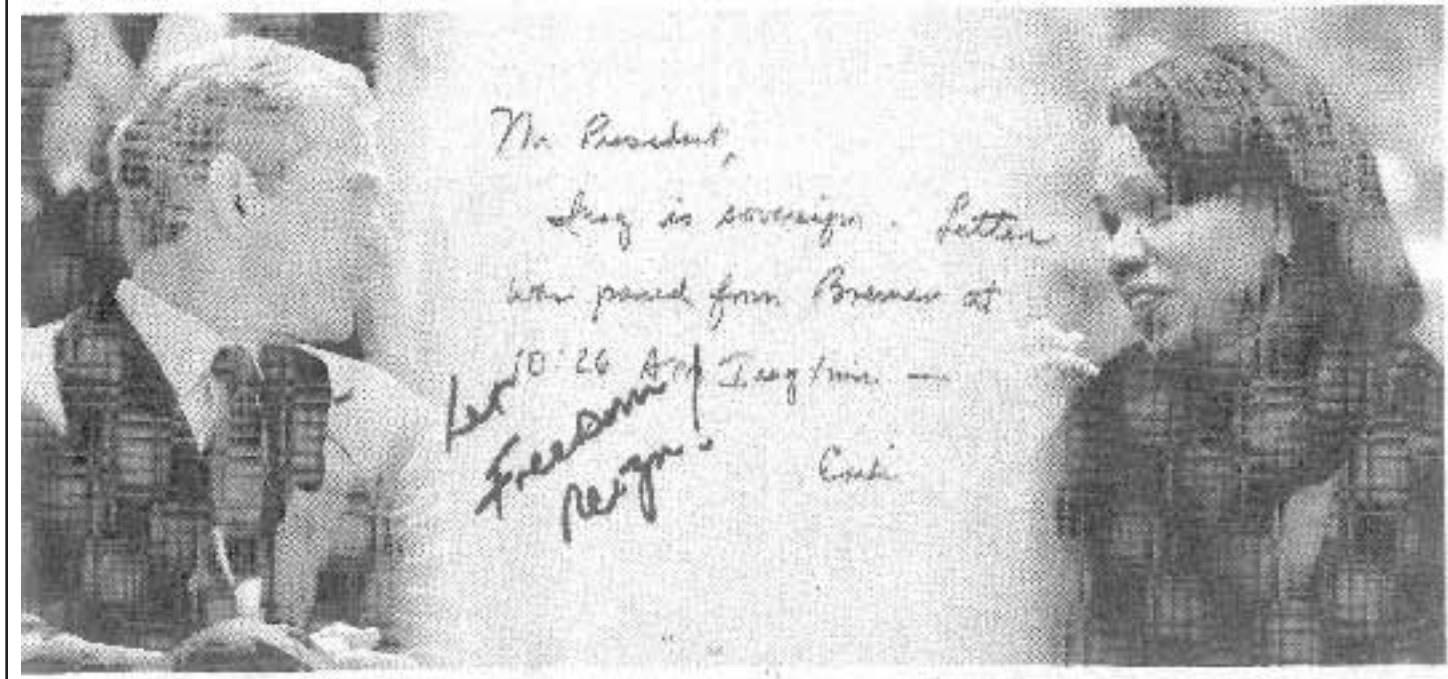 Mr. President,
Iraq is sovereign. Letter
was passed from Bremer at
10:26 AM Iraq time —
Let
Freedom
reign!
Condi